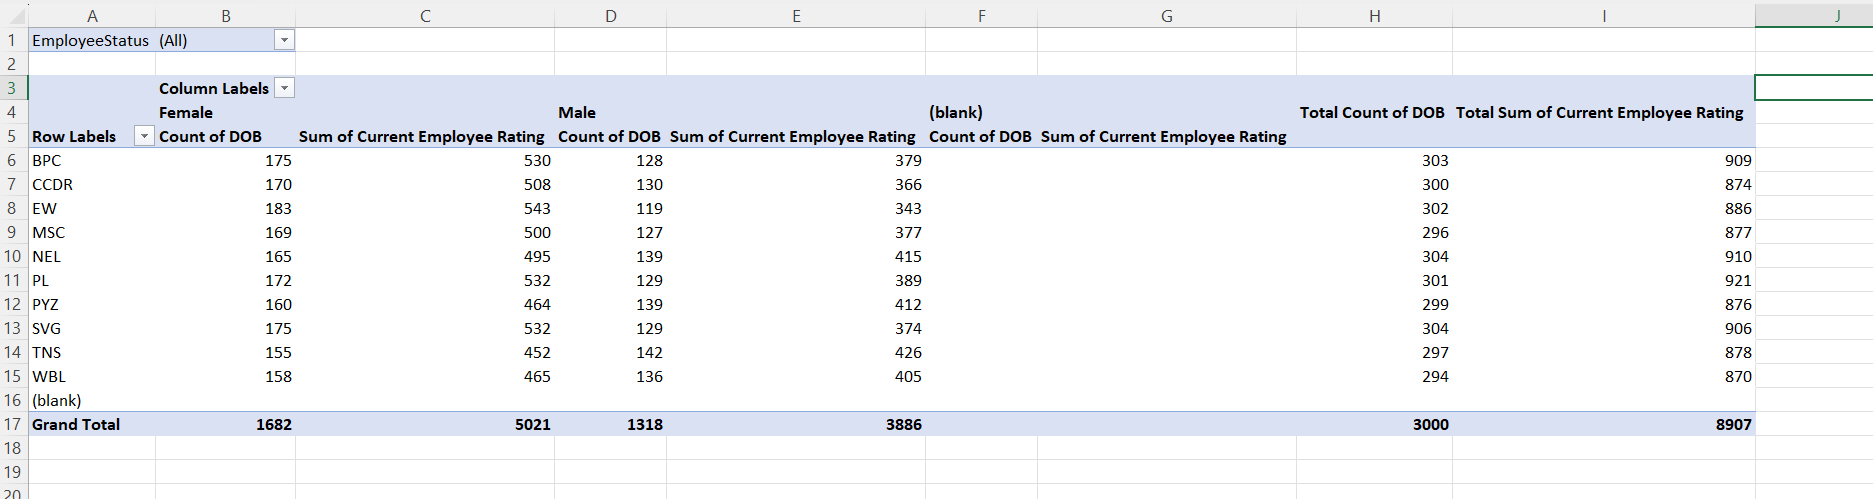 A B C D E F G H I J
1 EmployeeStatus (All)
2
3 Column Labels
4 Female Male (blank) Total Count of DOB Total Sum of Current Employee Rating
5 Row Labels Count of DOB Sum of Current Employee Rating Count of DOB Sum of Current Employee Rating Count of DOB Sum of Current Employee Rating
6 BPC 175 530 128 379 303 909
7 CCDR 170 508 130 366 300 874
8 EW 183 543 119 343 302 886
9 MSC 169 500 127 377 296 877
10 NEL 165 495 139 415 304 910
11 PL 172 532 129 389 301 921
12 PYZ 160 464 139 412 299 876
13 SVG 175 532 129 374 304 906
14 TNS 155 452 142 426 297 878
15 WBL 158 465 136 405 294 870
16 (blank)
17 Grand Total 1682 5021 1318 3886 3000 8907
18
19
20